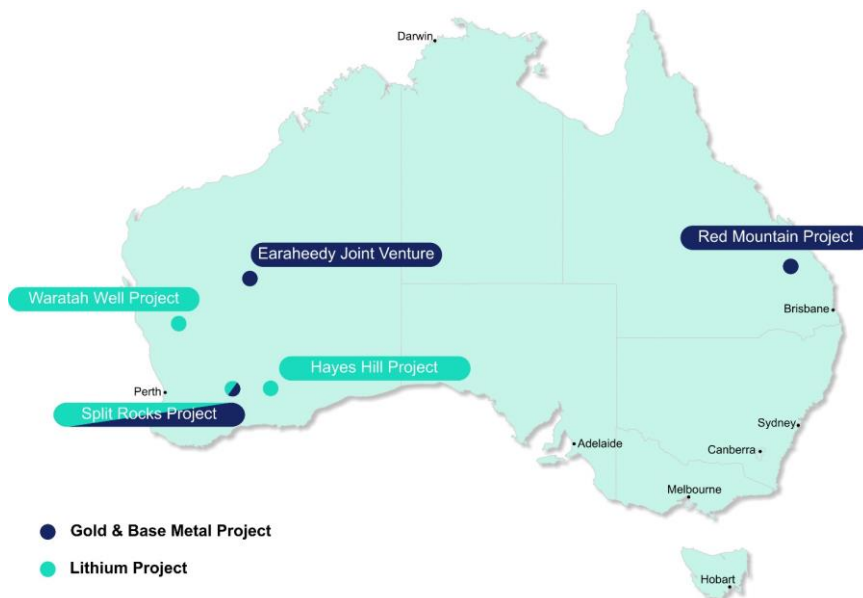 Darwin
Earaheedy Joint Venture
Red Mountain Project
Waratah Well Project
Brisbane
Hayes Hill Project
Perth
Split Rocks Project
Sydney
Adelaide
Canberra
Melbourne
Gold & Base Metal Project
Lithium Project
Hobart